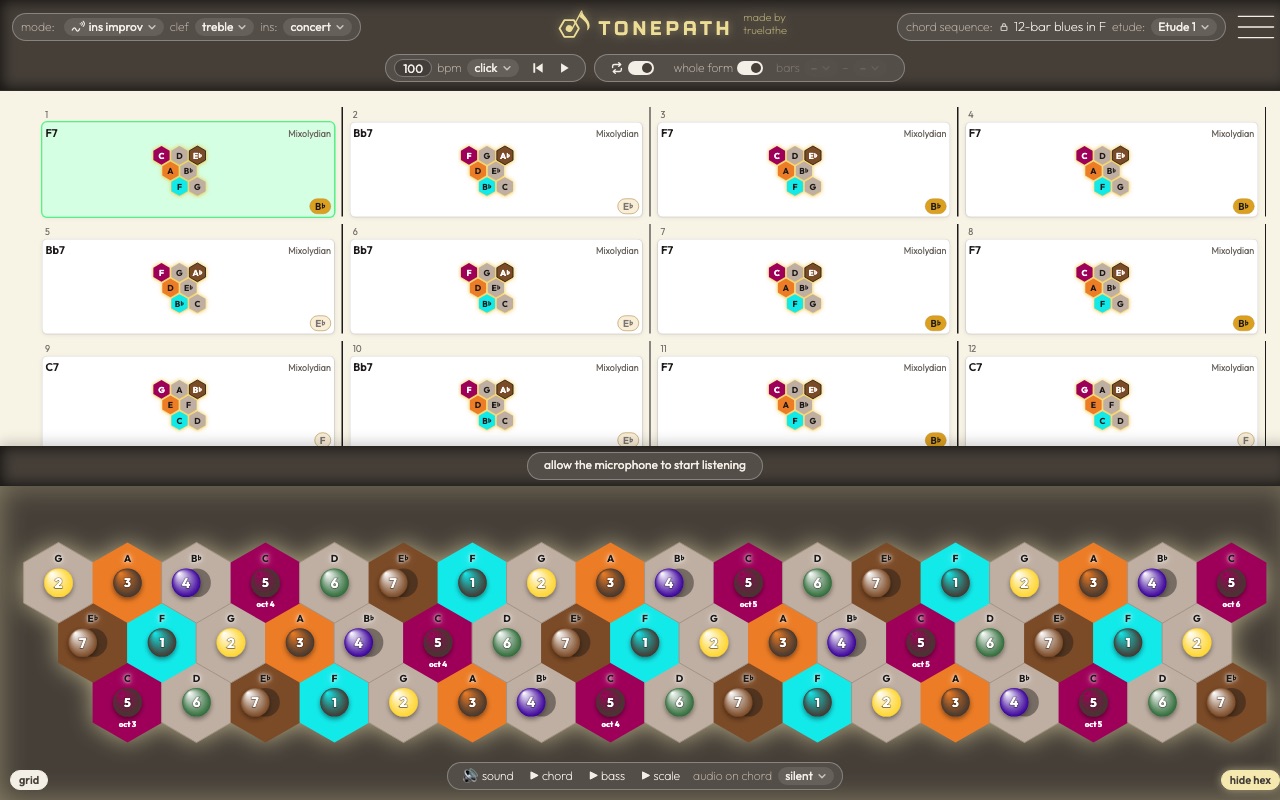 mode: ins improv clef treble ins: concert
TONEPATH made by truelathe
chord sequence: 12-bar blues in F etude: Etude 1
100 bpm click whole form bars – – –
1 2 3 4
F7 Mixolydian Bb7 Mixolydian F7 Mixolydian F7 Mixolydian
C D E♭ F G A♭ C D E♭ C D E♭
A B♭ D E♭ A B♭ A B♭
F G B♭ C F G F G
B♭ E♭ B♭ B♭
5 6 7 8
Bb7 Mixolydian Bb7 Mixolydian F7 Mixolydian F7 Mixolydian
F G A♭ F G A♭ C D E♭ C D E♭
D E♭ D E♭ A B♭ A B♭
B♭ C B♭ C F G F G
E♭ E♭ B♭ B♭
9 10 11 12
C7 Mixolydian Bb7 Mixolydian F7 Mixolydian C7 Mixolydian
G A B♭ F G A♭ C D E♭ G A B♭
E F D E♭ A B♭ E F
C D B♭ C F G C D
F E♭ B♭ F
allow the microphone to start listening
G A B♭ C D E♭ F G A B♭ C D E♭ F G A B♭ C
2 3 4 5 6 7 1 2 3 4 5 6 7 1 2 3 4 5
oct 4 oct 5 oct 6
E♭ F G A B♭ C D E♭ F G A B♭ C D E♭ F G
7 1 2 3 4 5 6 7 1 2 3 4 5 6 7 1 2
oct 4 oct 5
C D E♭ F G A B♭ C D E♭ F G A B♭ C D E♭
5 6 7 1 2 3 4 5 6 7 1 2 3 4 5 6 7
oct 3 oct 4 oct 5
grid sound chord bass scale audio on chord silent hide hex